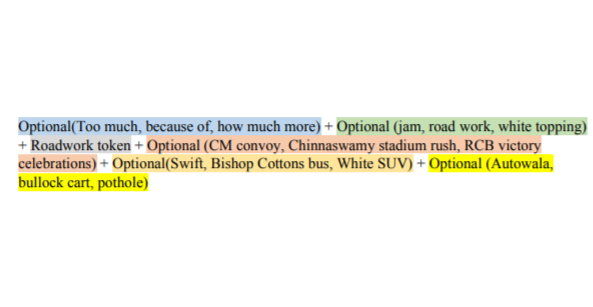 Optional(Too much, because of, how much more) + Optional (jam, road work, white topping)
+ Roadwork token + Optional (CM convoy, Chinnaswamy stadium rush, RCB victory
celebrations) + Optional(Swift, Bishop Cottons bus, White SUV) + Optional (Autowala,
bullock cart, pothole)